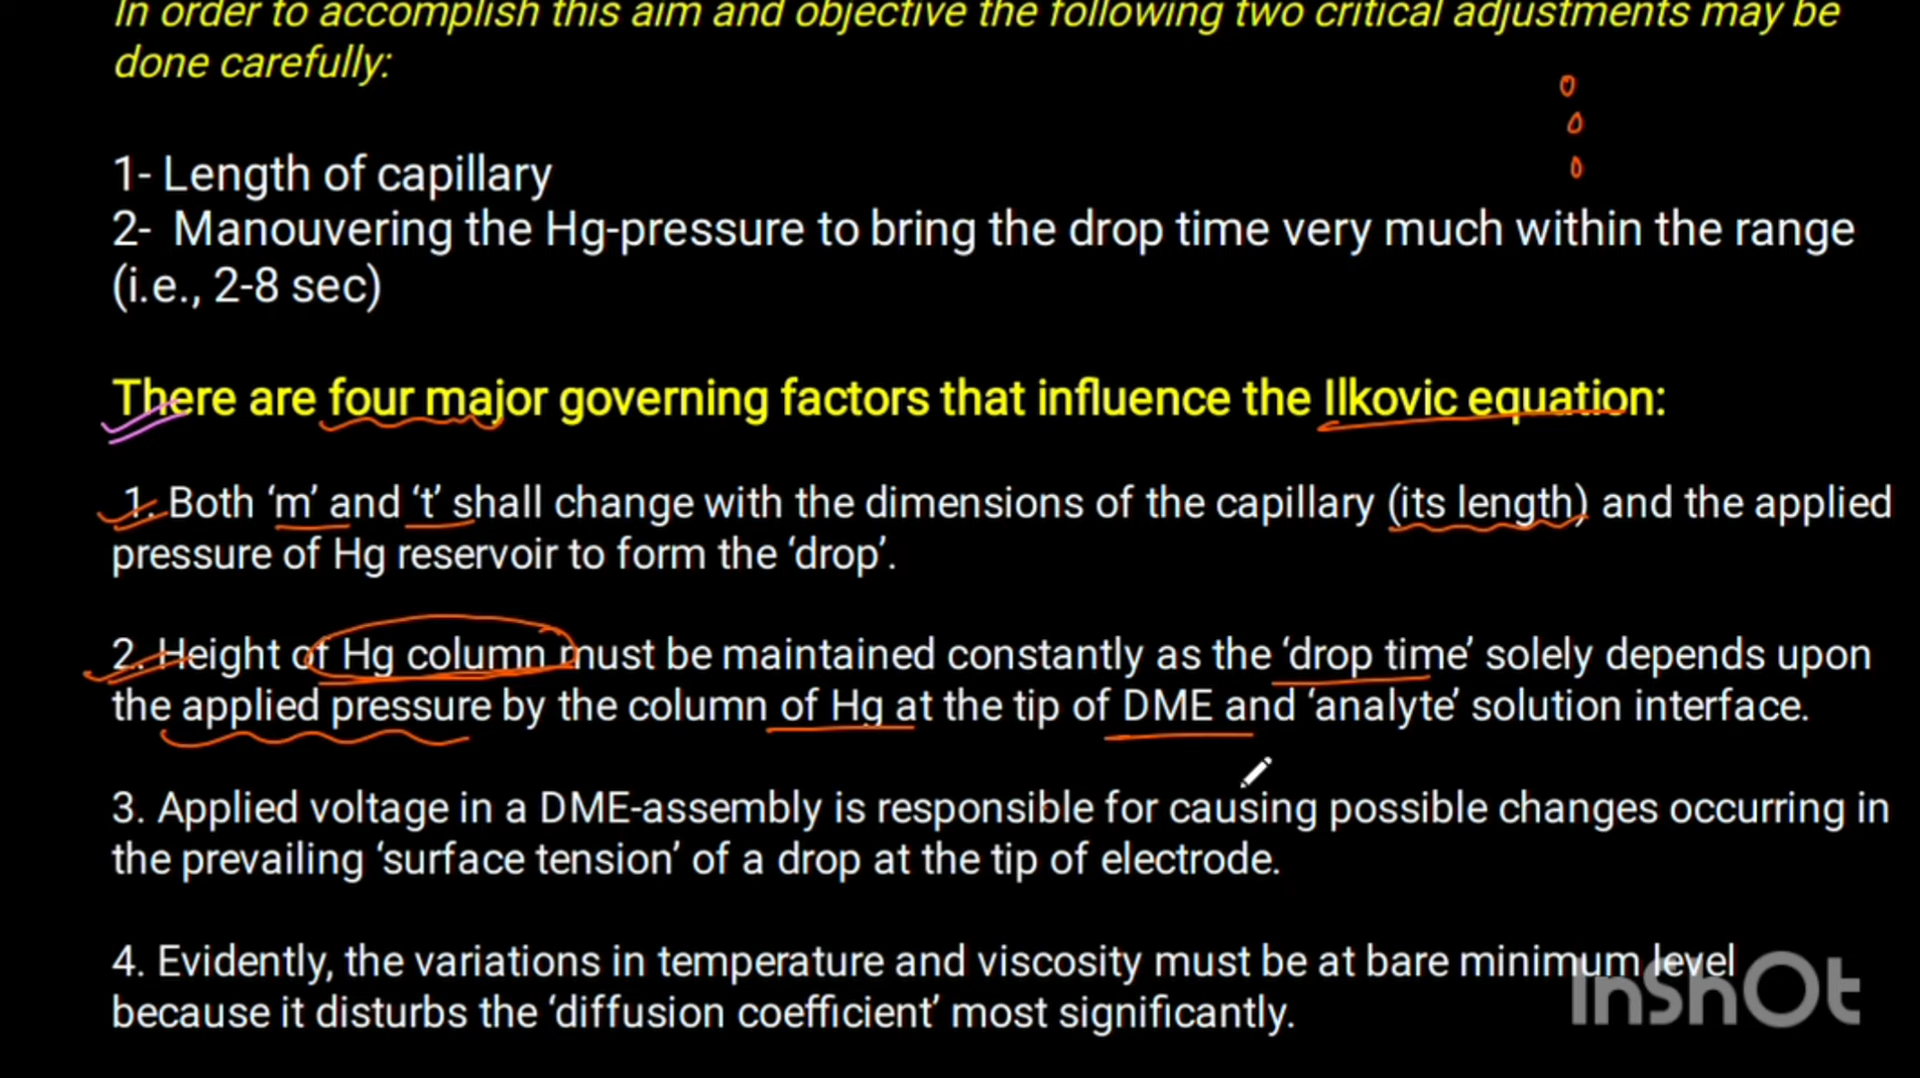 In order to accomplish this aim and objective the following two critical adjustments may be
done carefully:
1- Length of capillary
2- Manouvering the Hg-pressure to bring the drop time very much within the range
(i.e., 2-8 sec)
There are four major governing factors that influence the Ilkovic equation:
1. Both ‘m’ and ‘t’ shall change with the dimensions of the capillary (its length) and the applied
pressure of Hg reservoir to form the ‘drop’.
2. Height of Hg column must be maintained constantly as the ‘drop time’ solely depends upon
the applied pressure by the column of Hg at the tip of DME and ‘analyte’ solution interface.
3. Applied voltage in a DME-assembly is responsible for causing possible changes occurring in
the prevailing ‘surface tension’ of a drop at the tip of electrode.
4. Evidently, the variations in temperature and viscosity must be at bare minimum level
because it disturbs the ‘diffusion coefficient’ most significantly.
InShOt